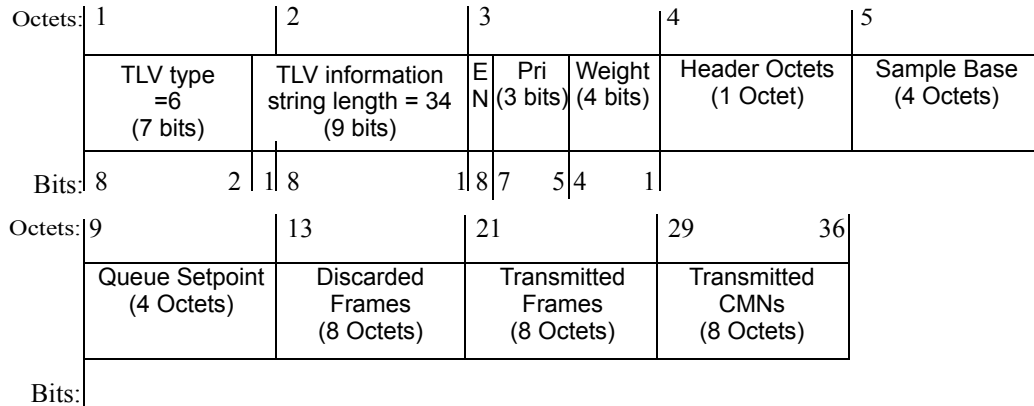 Octets: 1 2 3 4 5
TLV type TLV information E Pri Weight Header Octets Sample Base
=6 string length = 34 N (3 bits) (4 bits) (1 Octet) (4 Octets)
(7 bits) (9 bits)
Bits: 8 2 1 8 1 8 7 5 4 1
Octets: 9 13 21 29 36
Queue Setpoint Discarded Transmitted Transmitted
(4 Octets) Frames Frames CMNs
(8 Octets) (8 Octets) (8 Octets)
Bits: